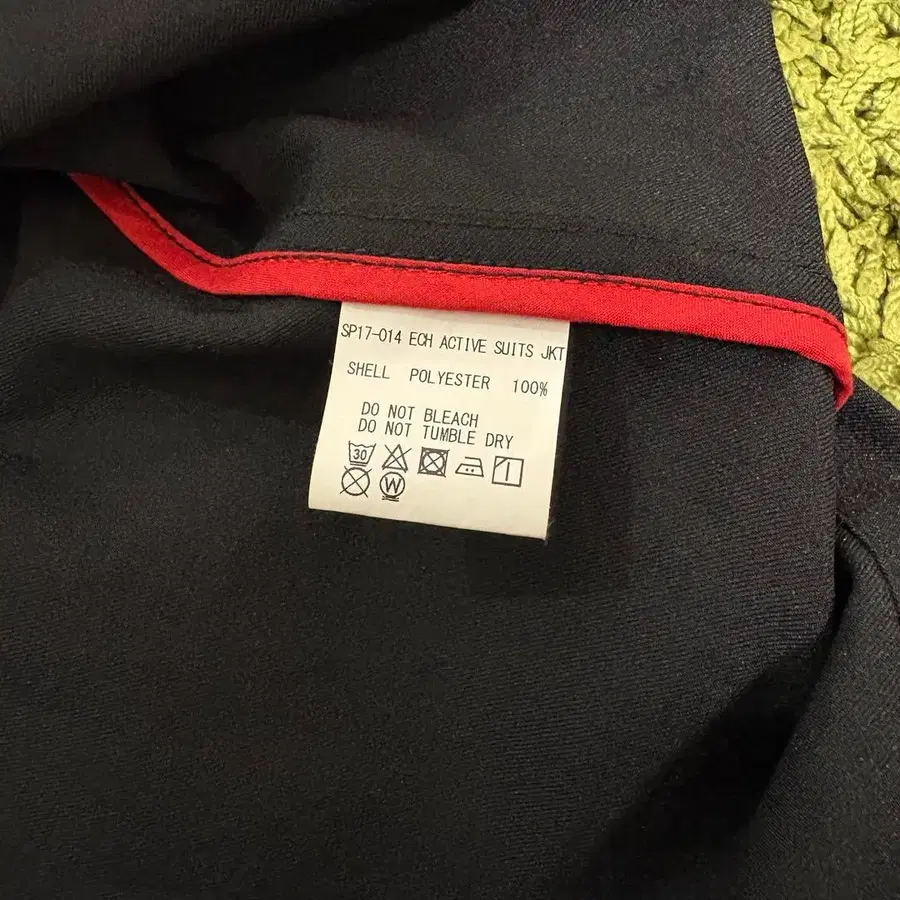 SP17-014 ECH ACTIVE SUITS JKT
SHELL POLYESTER 100%
DO NOT BLEACH
DO NOT TUMBLE DRY
30
W